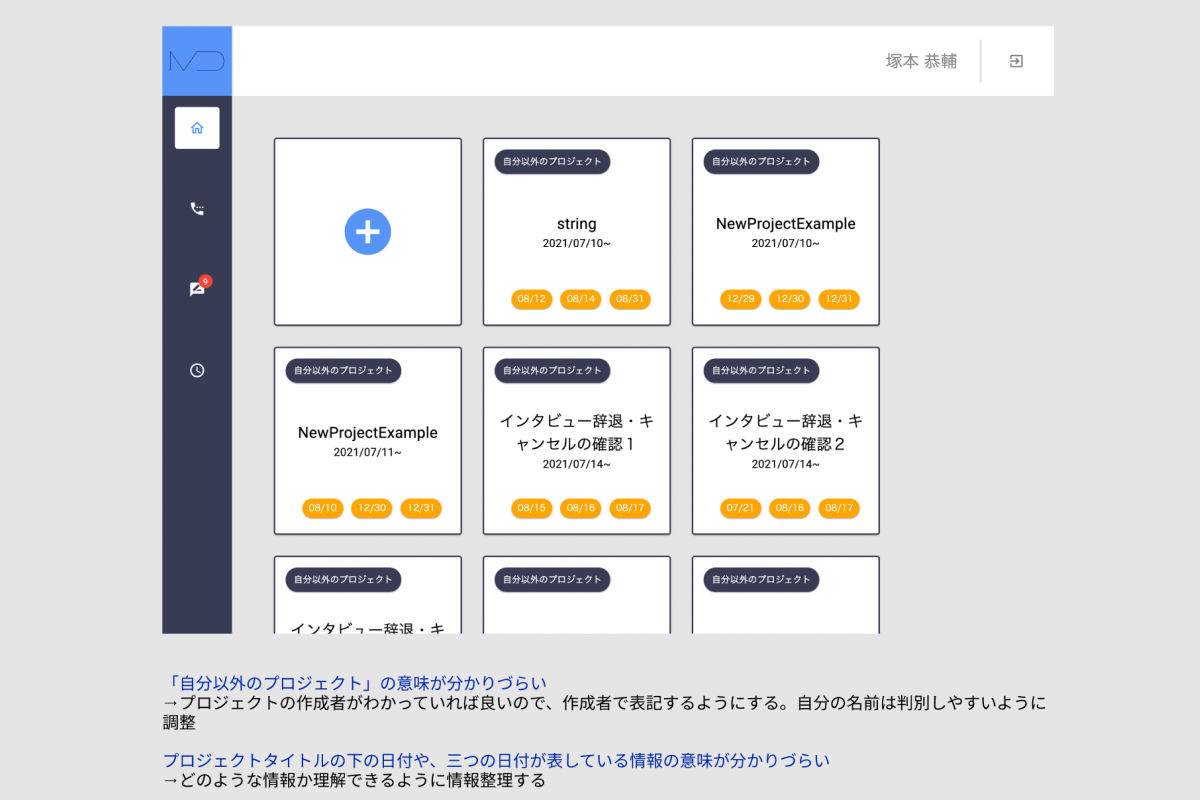 MD
塚本 恭輔
自分以外のプロジェクト
string
2021/07/10~
08/12 08/14 08/31
自分以外のプロジェクト
NewProjectExample
2021/07/10~
12/29 12/30 12/31
9
自分以外のプロジェクト
NewProjectExample
2021/07/11~
08/10 12/30 12/31
自分以外のプロジェクト
インタビュー辞退・キ
ャンセルの確認１
2021/07/14~
08/15 08/16 08/17
自分以外のプロジェクト
インタビュー辞退・キ
ャンセルの確認２
2021/07/14~
07/21 08/16 08/17
自分以外のプロジェクト
インタビュー辞退・キ
自分以外のプロジェクト
自分以外のプロジェクト
「自分以外のプロジェクト」の意味が分かりづらい
→プロジェクトの作成者がわかっていれば良いので、作成者で表記するようにする。自分の名前は判別しやすいように
調整
プロジェクトタイトルの下の日付や、三つの日付が表している情報の意味が分かりづらい
→どのような情報か理解できるように情報整理する